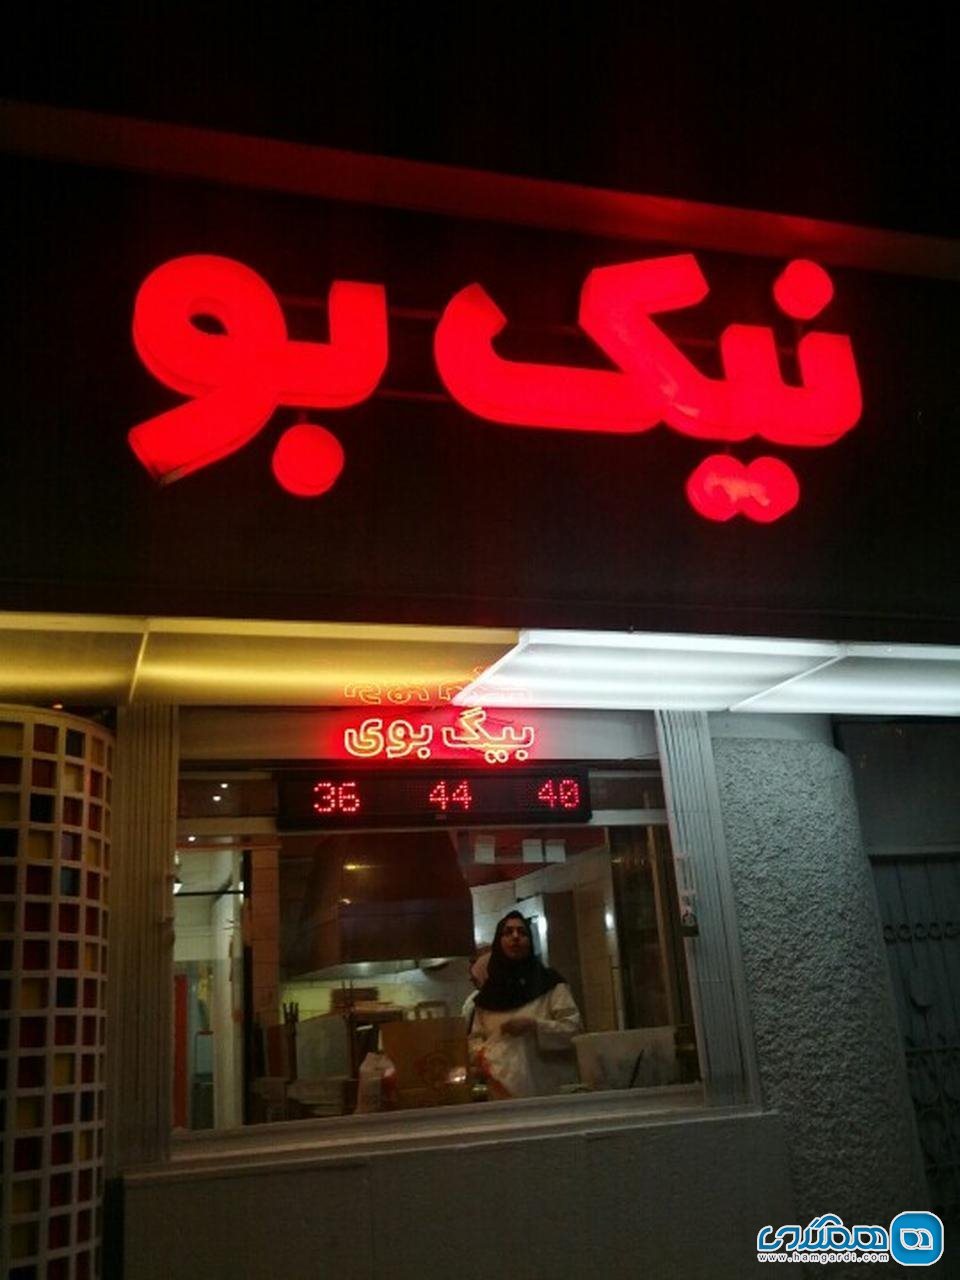 نیک بو
بیگ بوی
36 44 40
همگردی
www.hamgardi.com